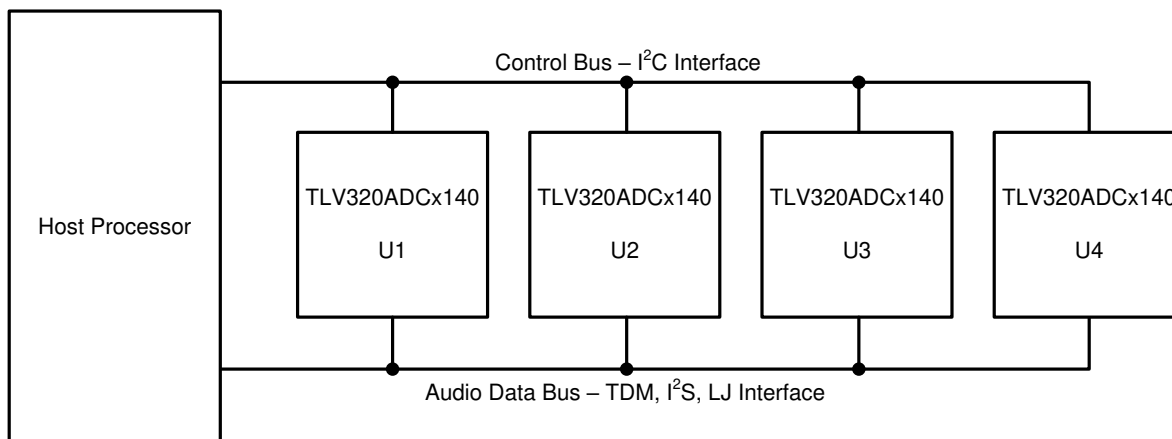 Control Bus – I²C Interface
TLV320ADCx140
U1
TLV320ADCx140
U2
TLV320ADCx140
U3
TLV320ADCx140
U4
Host Processor
Audio Data Bus – TDM, I²S, LJ Interface